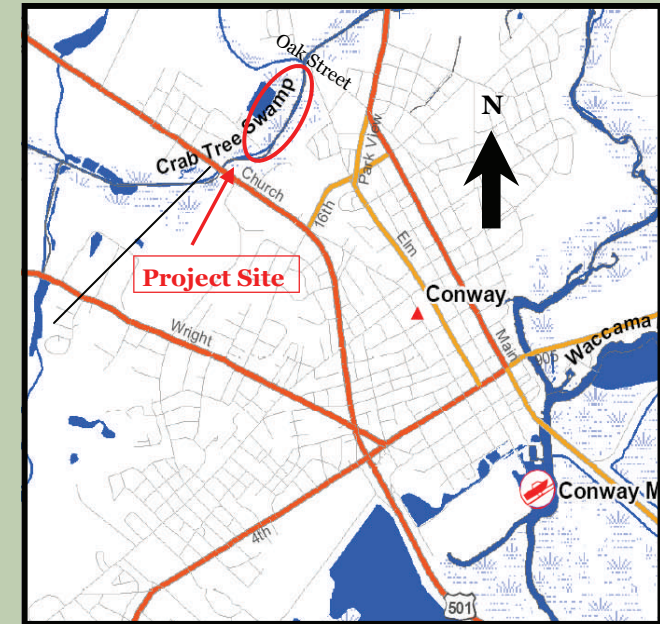 Oak Street
Crab Tree Swamp
N
Park View
Church
16th
Project Site
Elm
Conway
Wright
Main
905
Waccama
Conway M
4th
501